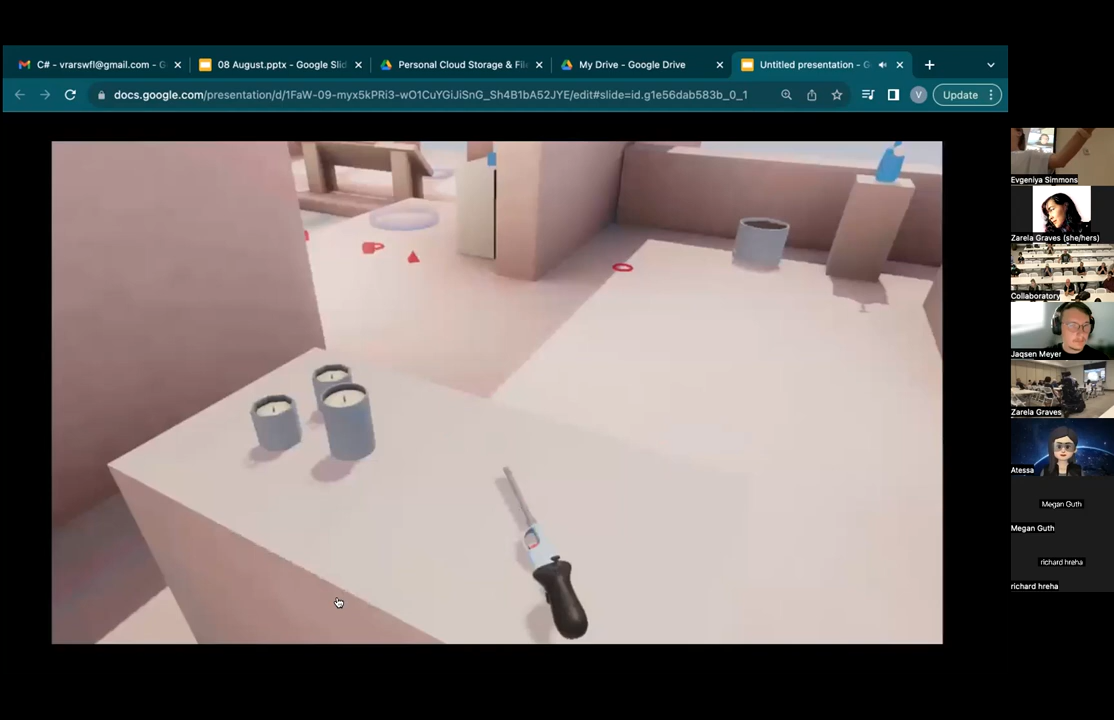 C# - vrarswfl@gmail.com - G
08 August.pptx - Google Slid
Personal Cloud Storage & File
My Drive - Google Drive
Untitled presentation - G
docs.google.com/presentation/d/1FaW-09-myx5kPRi3-wO1CuYGiJiSnG_Sh4B1bA52JYE/edit#slide=id.g1e56dab583b_0_1
V
Update
Evgeniya Simmons
Zarela Graves (she/hers)
Collaboratory
Jaqsen Meyer
Zarela Graves
Atessa
Megan Guth
Megan Guth
richard hreha
richard hreha